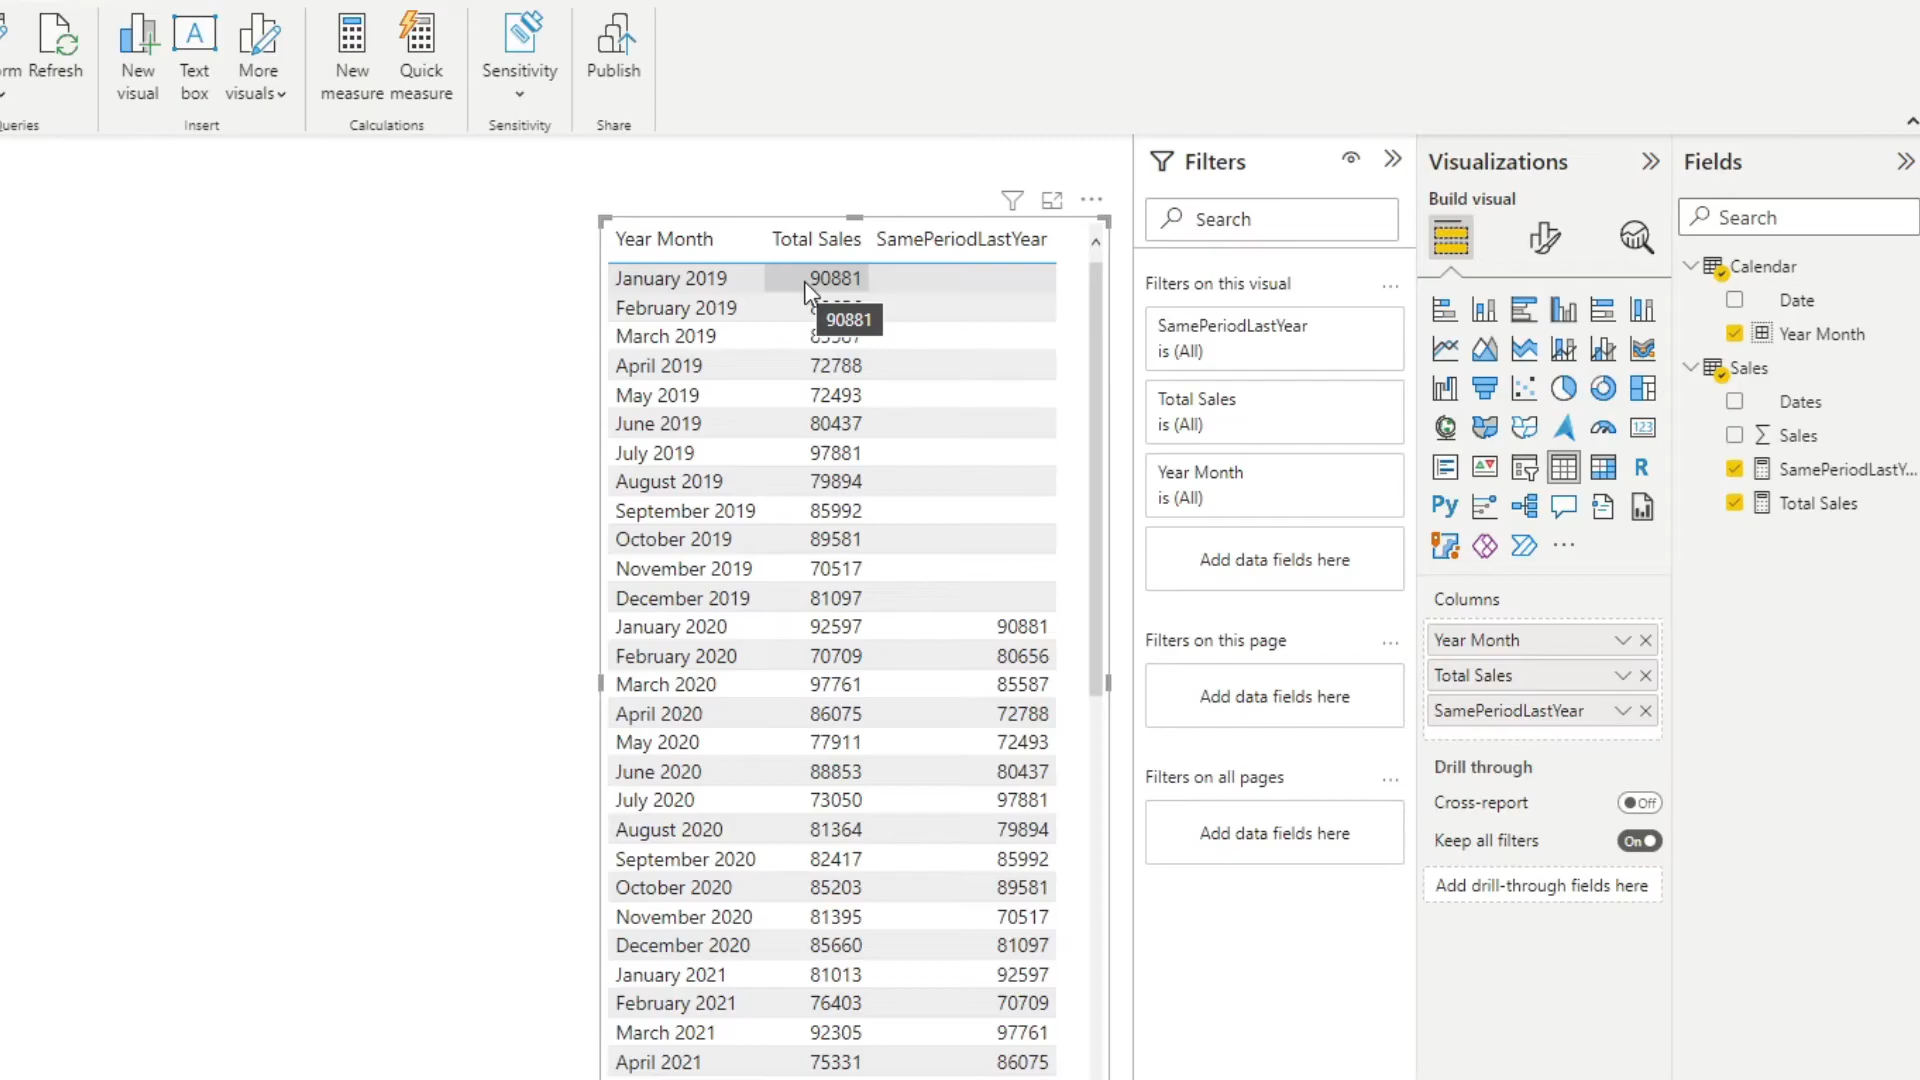 rm Refresh
New visual
Text box
More visuals
New measure
Quick measure
Sensitivity
Publish
ueries
Insert
Calculations
Sensitivity
Share
Year Month Total Sales SamePeriodLastYear
January 2019 90881
February 2019
90881
March 2019
April 2019 72788
May 2019 72493
June 2019 80437
July 2019 97881
August 2019 79894
September 2019 85992
October 2019 89581
November 2019 70517
December 2019 81097
January 2020 92597 90881
February 2020 70709 80656
March 2020 97761 85587
April 2020 86075 72788
May 2020 77911 72493
June 2020 88853 80437
July 2020 73050 97881
August 2020 81364 79894
September 2020 82417 85992
October 2020 85203 89581
November 2020 81395 70517
December 2020 85660 81097
January 2021 81013 92597
February 2021 76403 70709
March 2021 92305 97761
April 2021 75331 86075
Filters
Search
Filters on this visual ...
SamePeriodLastYear
is (All)
Total Sales
is (All)
Year Month
is (All)
Add data fields here
Filters on this page ...
Add data fields here
Filters on all pages ...
Add data fields here
Visualizations
Build visual
123
R
Py
...
Columns
Year Month
Total Sales
SamePeriodLastYear
Drill through
Cross-report Off
Keep all filters On
Add drill-through fields here
Fields
Search
Calendar
Date
Year Month
Sales
Dates
Σ Sales
SamePeriodLastY...
Total Sales